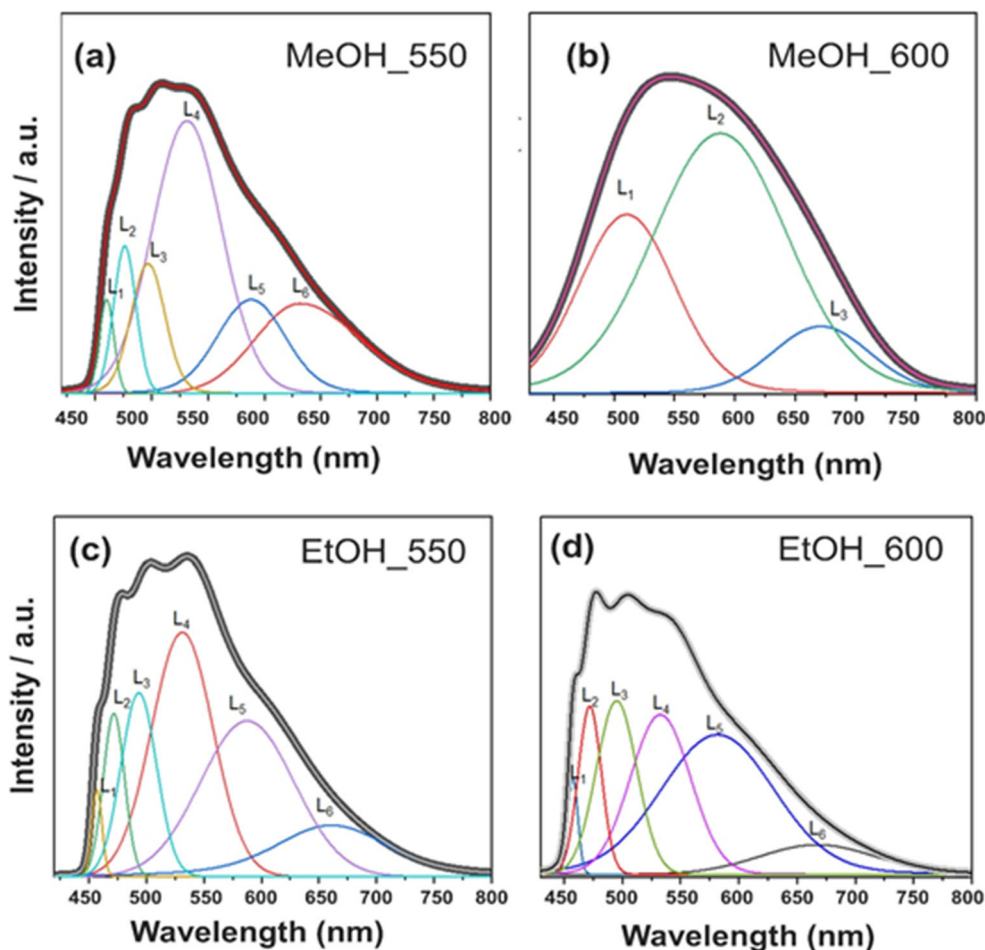 (a) MeOH_550
L1
L2
L3
L4
L5
L6
Intensity / a.u.
450 500 550 600 650 700 750 800
Wavelength (nm)
(b) MeOH_600
L1
L2
L3
450 500 550 600 650 700 750 800
Wavelength (nm)
(c) EtOH_550
L1
L2
L3
L4
L5
L6
Intensity / a.u.
450 500 550 600 650 700 750 800
Wavelength (nm)
(d) EtOH_600
L1
L2
L3
L4
L5
L6
450 500 550 600 650 700 750 800
Wavelength (nm)